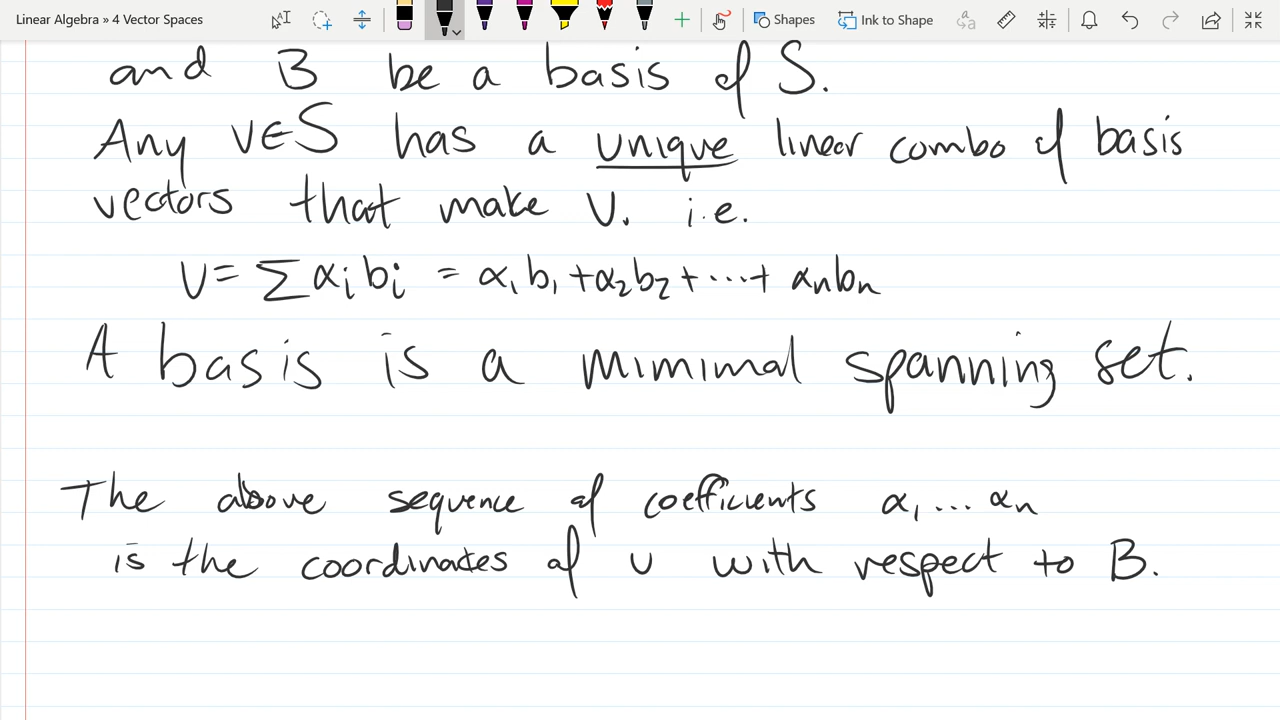 Linear Algebra » 4 Vector Spaces
Shapes
Ink to Shape
and B be a basis of S.
Any v∈S has a unique linear combo of basis
vectors that make v. i.e.
v = ∑ αᵢbᵢ = α₁b₁ + α₂b₂ + ... + αₙbₙ
A basis is a mimimal spanning set.
The above sequence of coefficients α₁ ... αₙ
is the coordinates of v with respect to B.